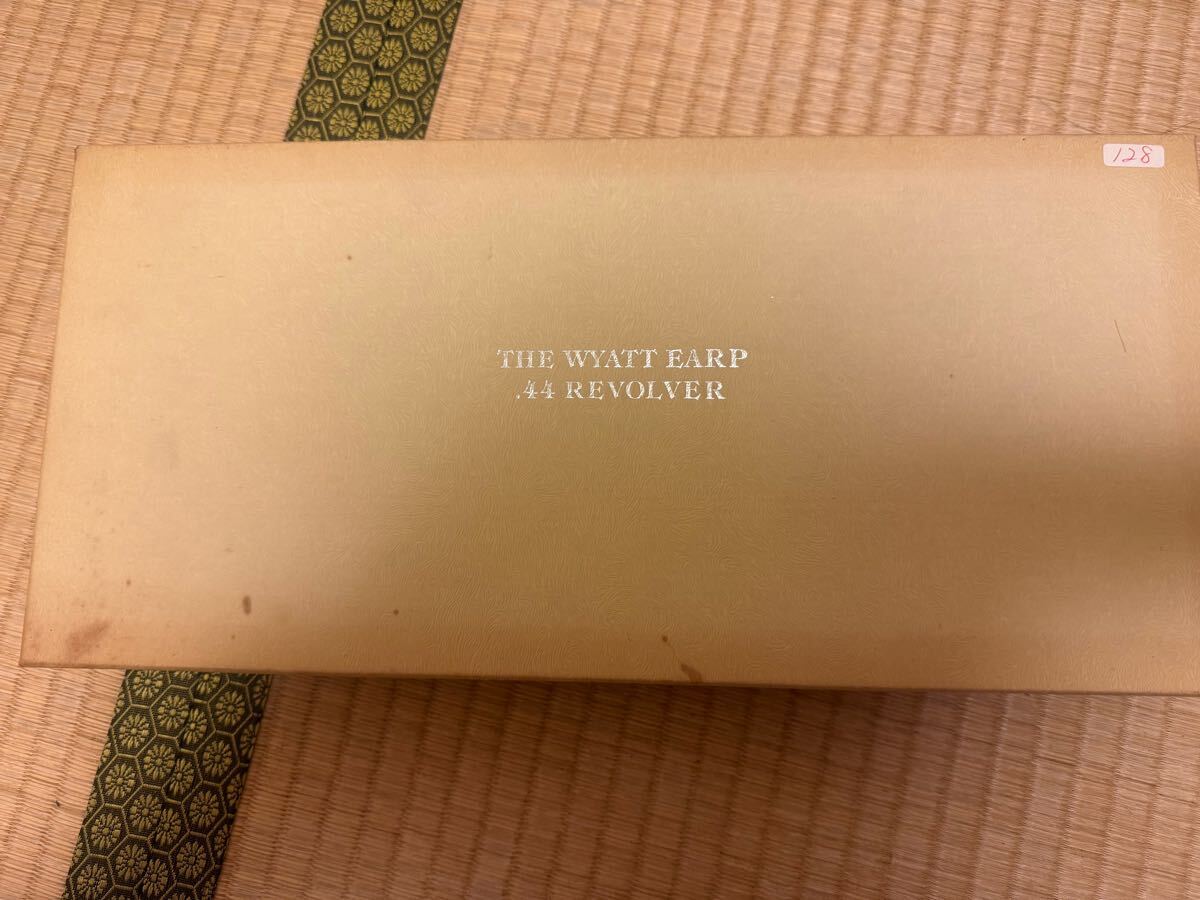 128
THE WYATT EARP
.44 REVOLVER